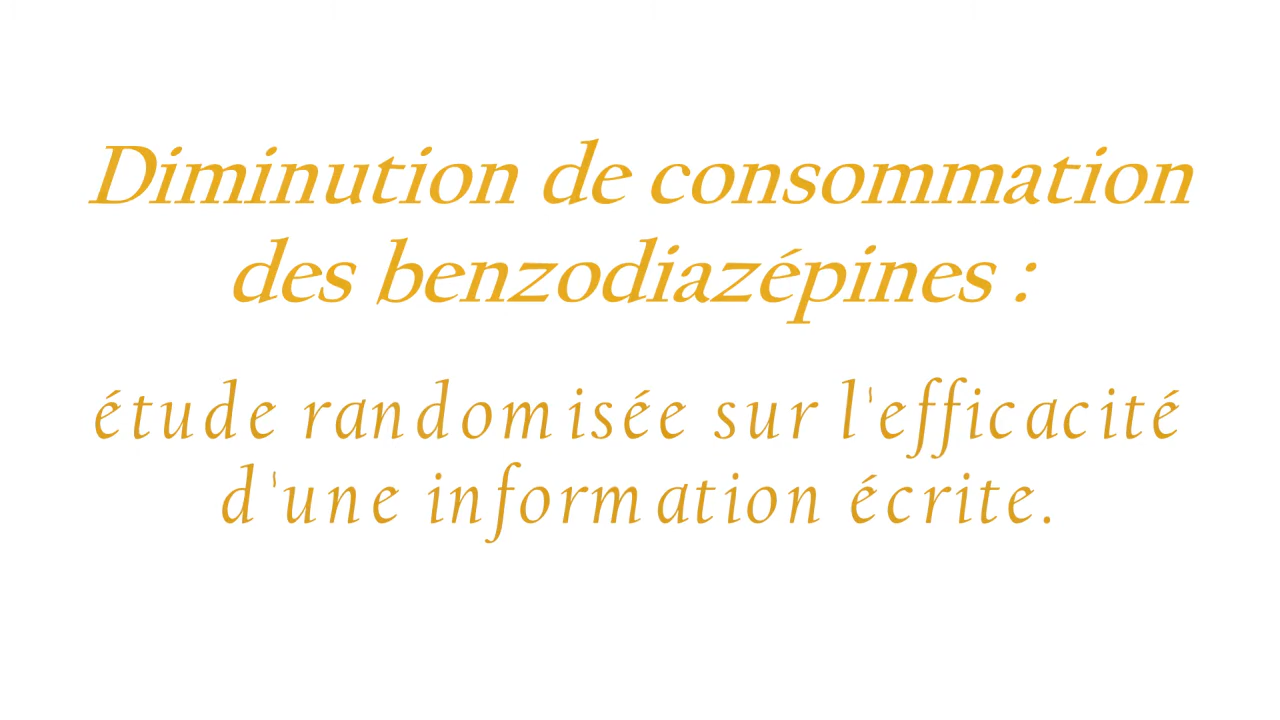 Diminution de consommation
des benzodiazépines :
étude randomisée sur l'efficacité
d'une information écrite.